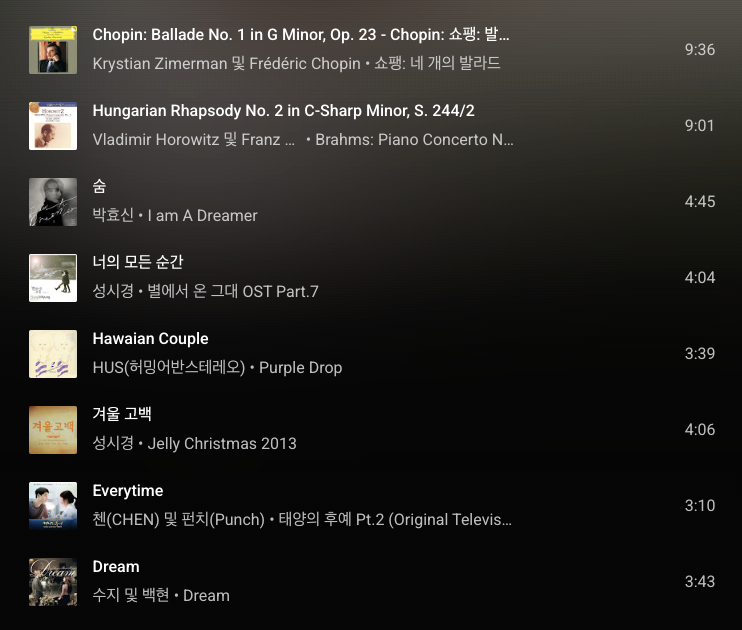 Chopin: Ballade No. 1 in G Minor, Op. 23 - Chopin: 쇼팽: 발...
Krystian Zimerman 및 Frédéric Chopin • 쇼팽: 네 개의 발라드
9:36
Hungarian Rhapsody No. 2 in C-Sharp Minor, S. 244/2
Vladimir Horowitz 및 Franz ... • Brahms: Piano Concerto N...
9:01
숨
박효신 • I am A Dreamer
4:45
너의 모든 순간
성시경 • 별에서 온 그대 OST Part.7
4:04
Hawaian Couple
HUS(허밍어반스테레오) • Purple Drop
3:39
겨울고백
겨울 고백
성시경 • Jelly Christmas 2013
4:06
Everytime
첸(CHEN) 및 펀치(Punch) • 태양의 후예 Pt.2 (Original Televis...
3:10
Dream
Dream
수지 및 백현 • Dream
3:43